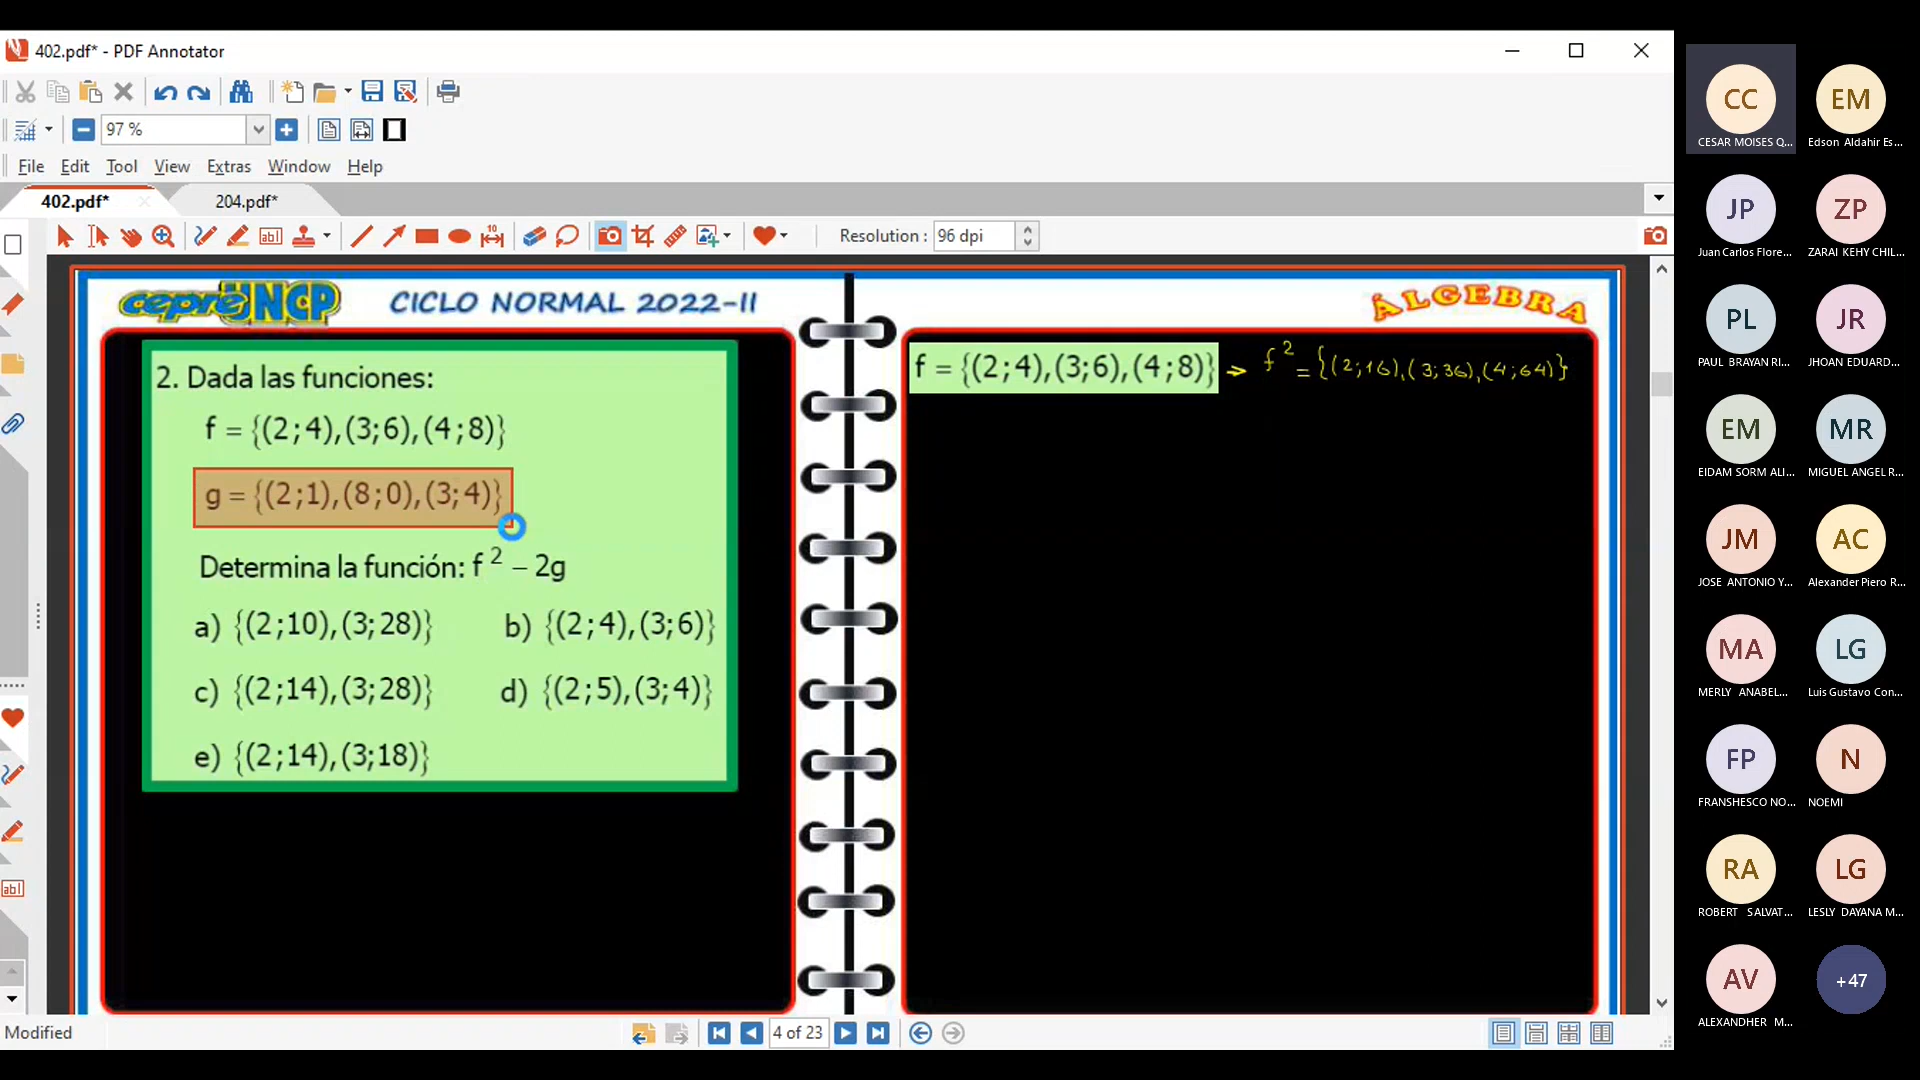 402.pdf* - PDF Annotator
97 %
File Edit Tool View Extras Window Help
402.pdf* 204.pdf*
Resolution : 96 dpi
cepreUNCP CICLO NORMAL 2022-II ÁLGEBRA
2. Dada las funciones:
f = {(2;4),(3;6),(4;8)}
g = {(2;1),(8;0),(3;4)}
Determina la función: f² – 2g
a) {(2;10),(3;28)} b) {(2;4),(3;6)}
c) {(2;14),(3;28)} d) {(2;5),(3;4)}
e) {(2;14),(3;18)}
f = {(2;4),(3;6),(4;8)} ⇒ f² = {(2;16),(3;36),(4;64)}
Modified
4 of 23
CC EM
CESAR MOISES Q... Edson Aldahir Es...
JP ZP
Juan Carlos Flore... ZARAI KEHY CHIL...
PL JR
PAUL BRAYAN RI... JHOAN EDUARD...
EM MR
EIDAM SORM ALI... MIGUEL ANGEL R...
JM AC
JOSE ANTONIO Y... Alexander Piero R...
MA LG
MERLY ANABEL... Luis Gustavo Con...
FP N
FRANSHESCO NO... NOEMI
RA LG
ROBERT SALVAT... LESLY DAYANA M...
AV +47
ALEXANDHER M...